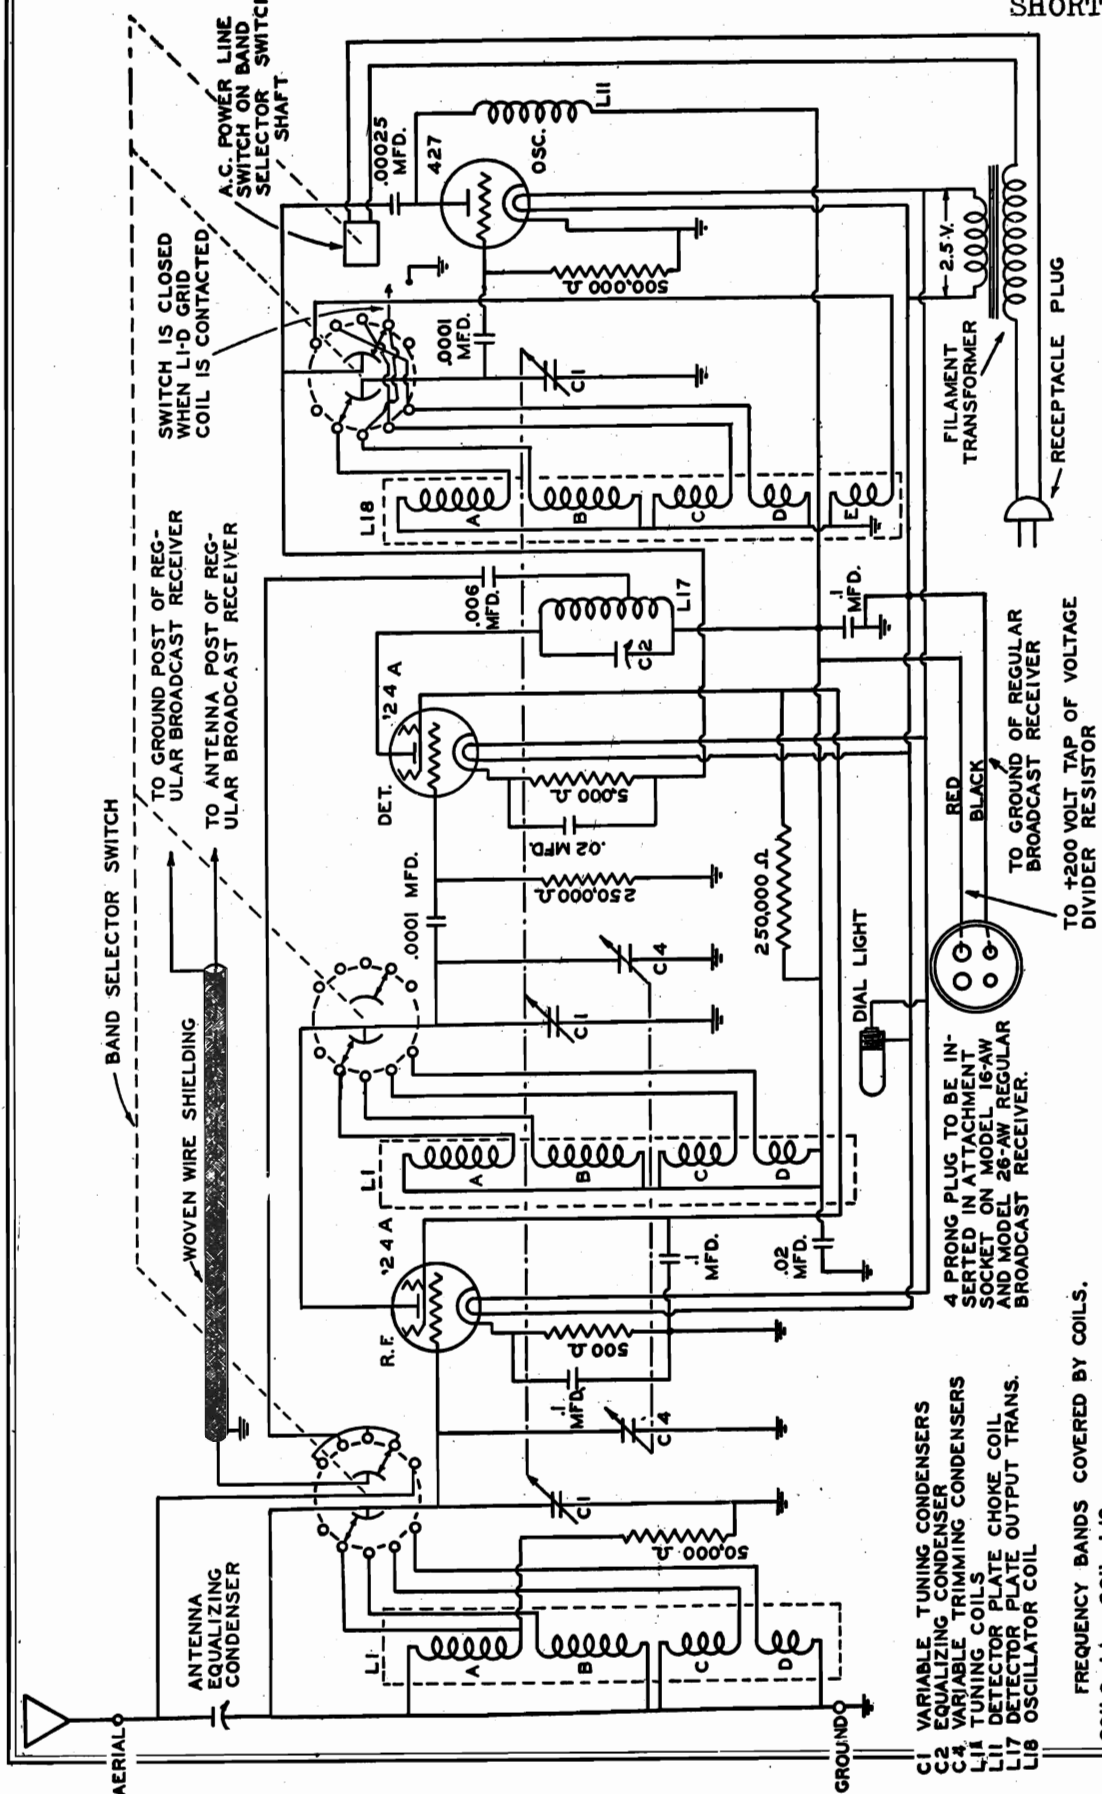 SHORT
A.C. POWER LINE
SWITCH ON BAND
SELECTOR SWITCH
SHAFT
SWITCH IS CLOSED
WHEN L1-D GRID
COIL IS CONTACTED
.00025
MFD.
427
OSC.
L11
500,000 Ω
.0001
MFD.
C1
2.5 V.
FILAMENT
TRANSFORMER
RECEPTACLE PLUG
L18
A
B
C
D
E
TO GROUND POST OF REG-
ULAR BROADCAST RECEIVER
TO ANTENNA POST OF REG-
ULAR BROADCAST RECEIVER
.006
MFD.
L17
C2
.1
MFD.
'24A
DET.
5,000 Ω
.02 MFD.
250,000 Ω
.0001 MFD.
C4
C1
250,000 Ω
RED
BLACK
TO GROUND OF REGULAR
BROADCAST RECEIVER
TO +200 VOLT TAP OF VOLTAGE
DIVIDER RESISTOR
DIAL LIGHT
4 PRONG PLUG TO BE IN-
SERTED IN ATTACHMENT
SOCKET ON MODEL 16-AW
AND MODEL 26-AW REGULAR
BROADCAST RECEIVER.
BAND SELECTOR SWITCH
WOVEN WIRE SHIELDING
L1
A
B
C
D
'24A
R.F.
.1
MFD.
.02
MFD.
500 Ω
.1
MFD.
C4
C1
50,000 Ω
ANTENNA
EQUALIZING
CONDENSER
L1
A
B
C
D
AERIAL
GROUND
C1 VARIABLE TUNING CONDENSERS
C2 EQUALIZING CONDENSER
C4 VARIABLE TRIMMING CONDENSERS
L1 TUNING COILS
L11 DETECTOR PLATE CHOKE COIL
L17 DETECTOR PLATE OUTPUT TRANS.
L18 OSCILLATOR COIL
FREQUENCY BANDS COVERED BY COILS.